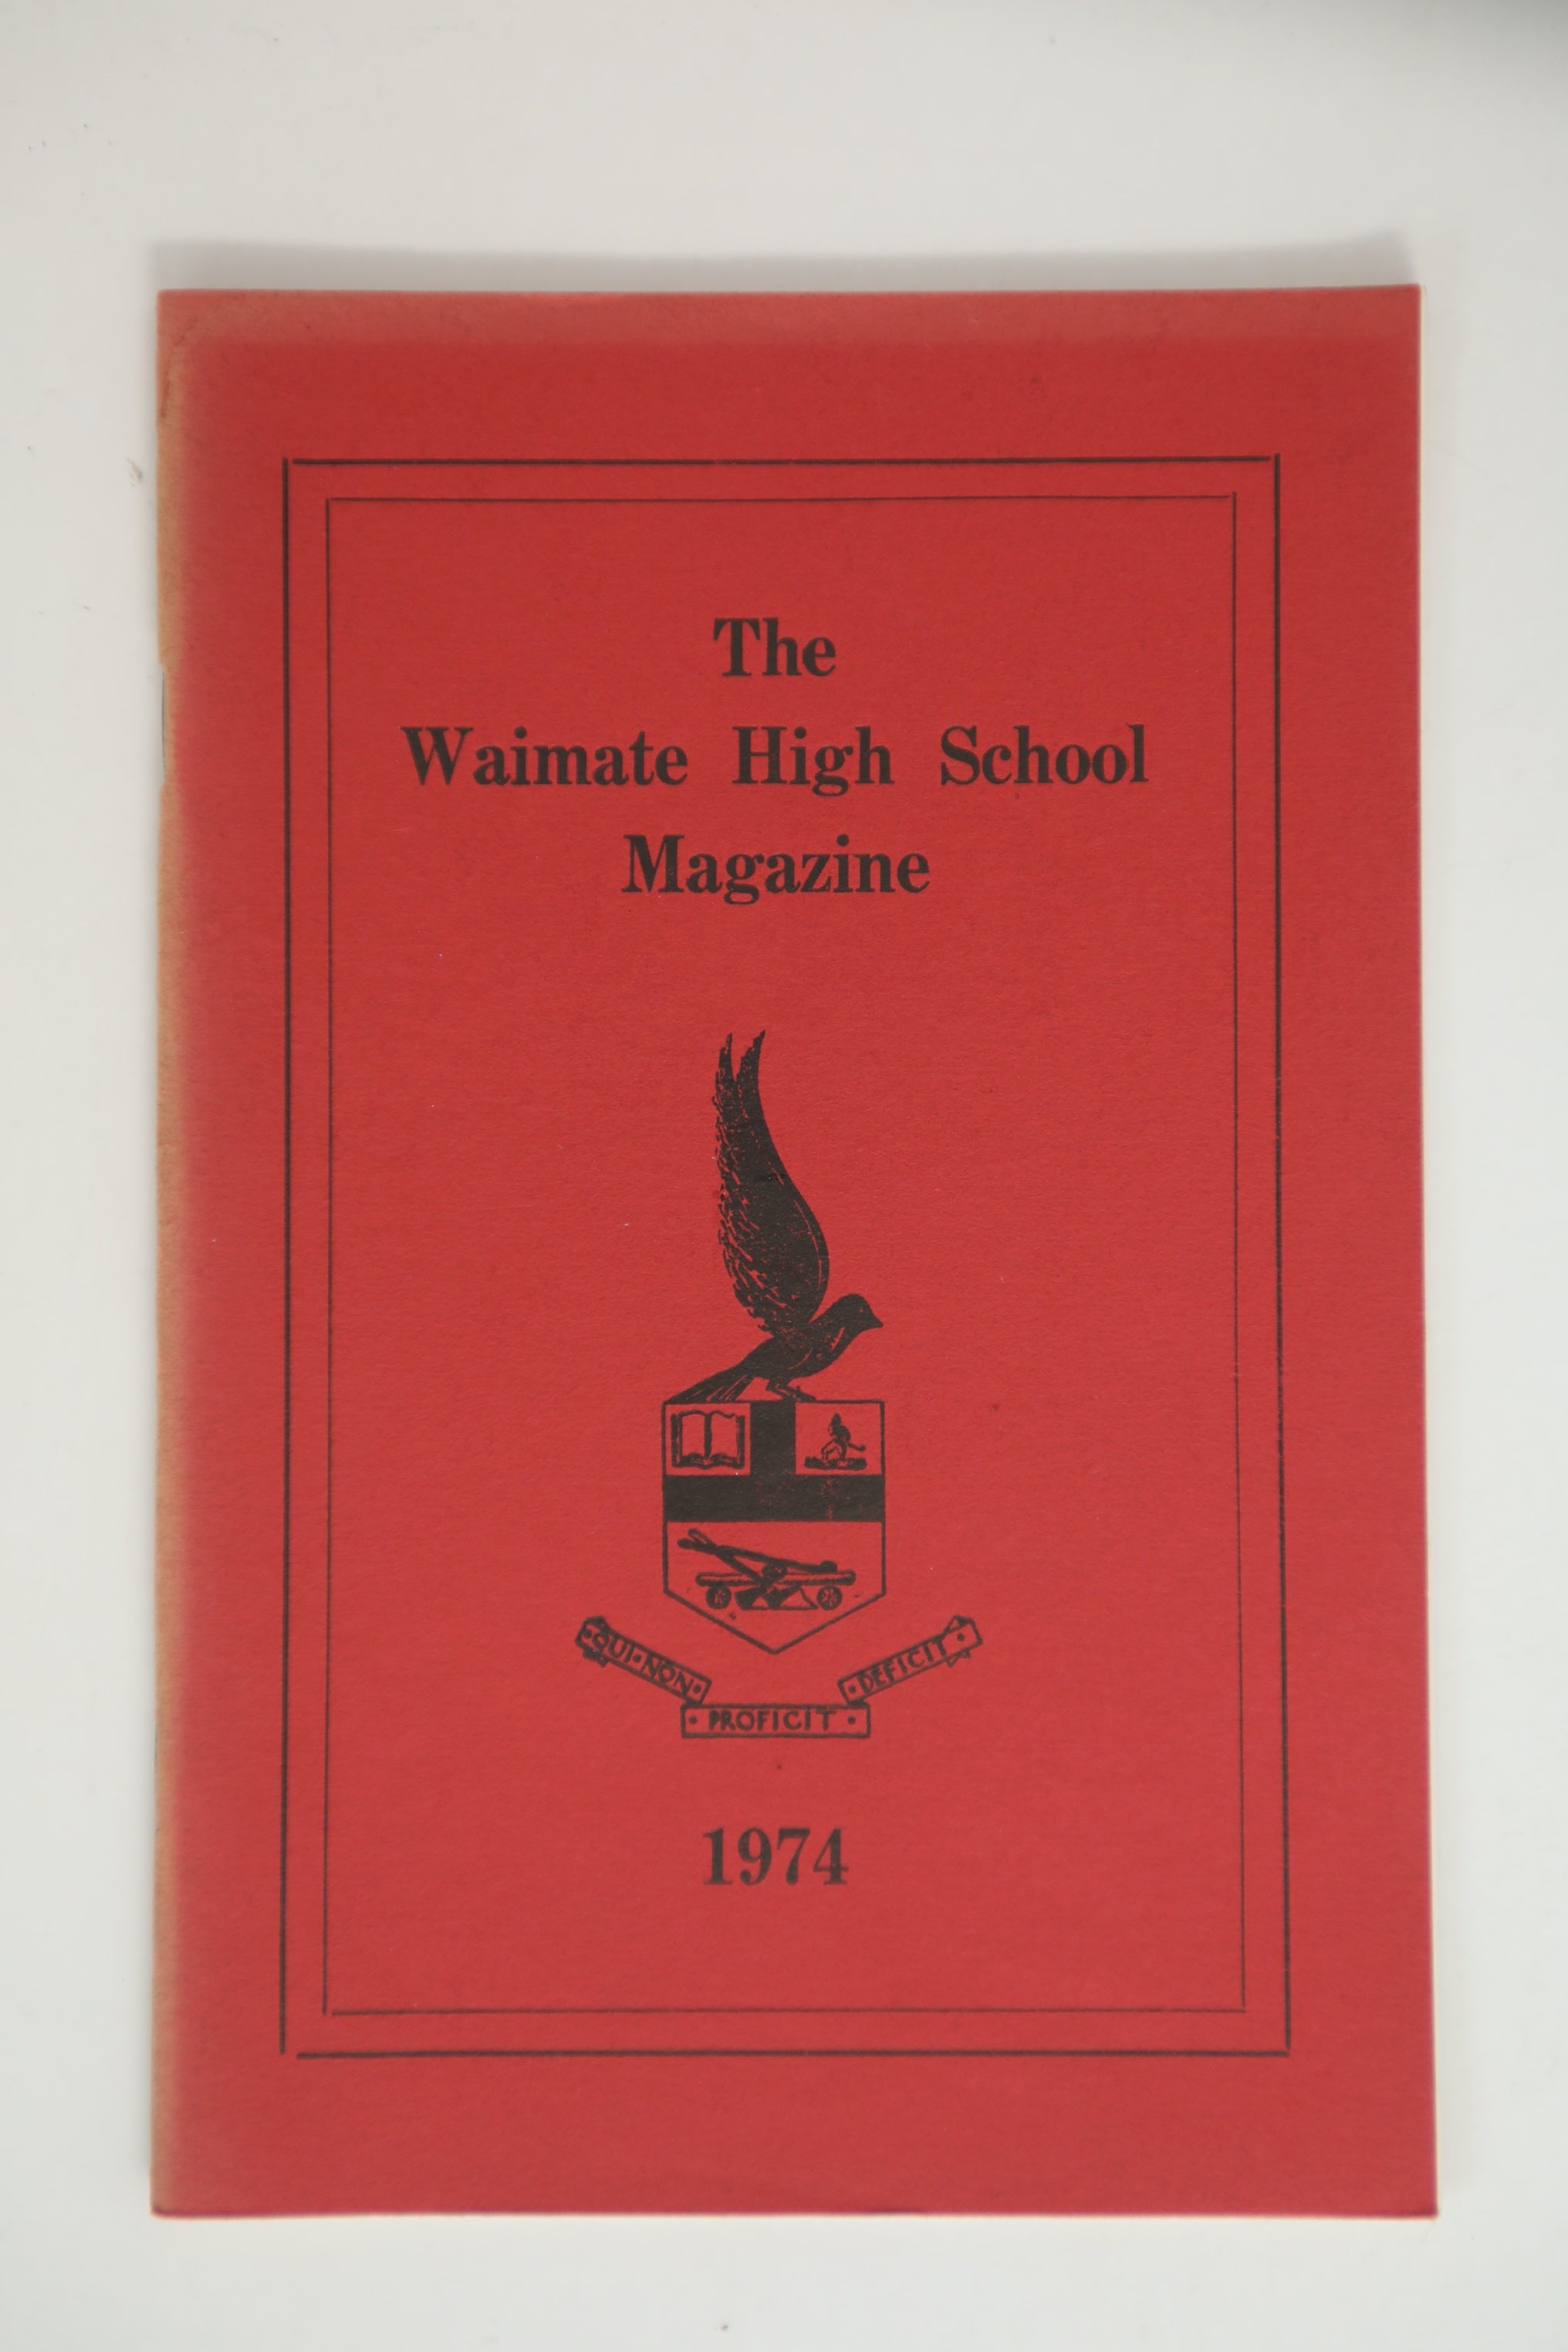 The
Waimate High School
Magazine
·QUI·NON·
·PROFICIT·
·DEFICIT·
1974